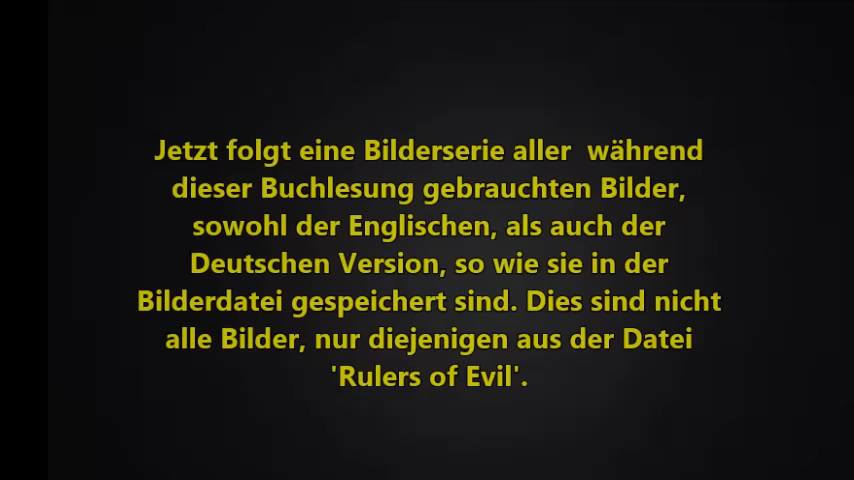 Jetzt folgt eine Bilderserie aller  während
dieser Buchlesung gebrauchten Bilder,
sowohl der Englischen, als auch der
Deutschen Version, so wie sie in der
Bilderdatei gespeichert sind. Dies sind nicht
alle Bilder, nur diejenigen aus der Datei
'Rulers of Evil'.